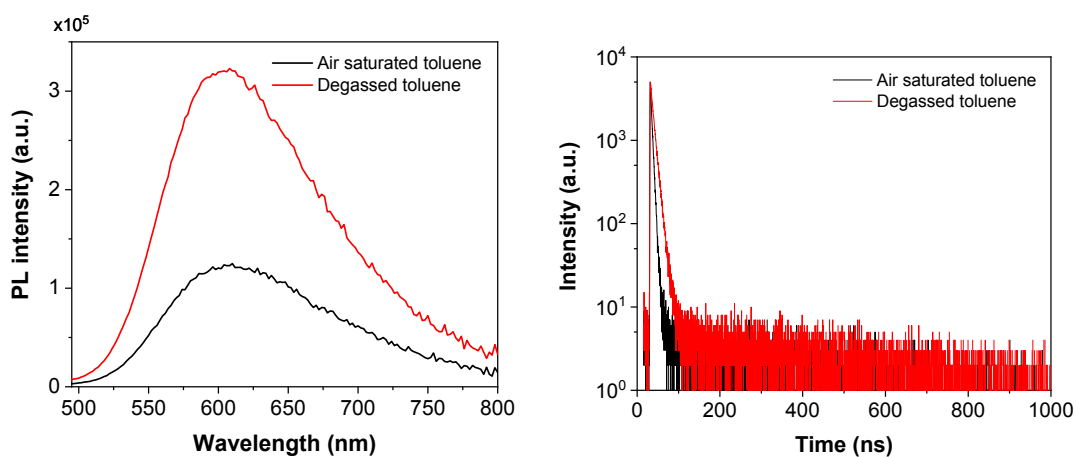 x10⁵
Air saturated toluene
Degassed toluene
PL intensity (a.u.)
3
2
1
0
500
550
600
650
700
750
800
Wavelength (nm)
10⁴
10³
10²
10¹
10⁰
Air saturated toluene
Degassed toluene
Intensity (a.u.)
0
200
400
600
800
1000
Time (ns)